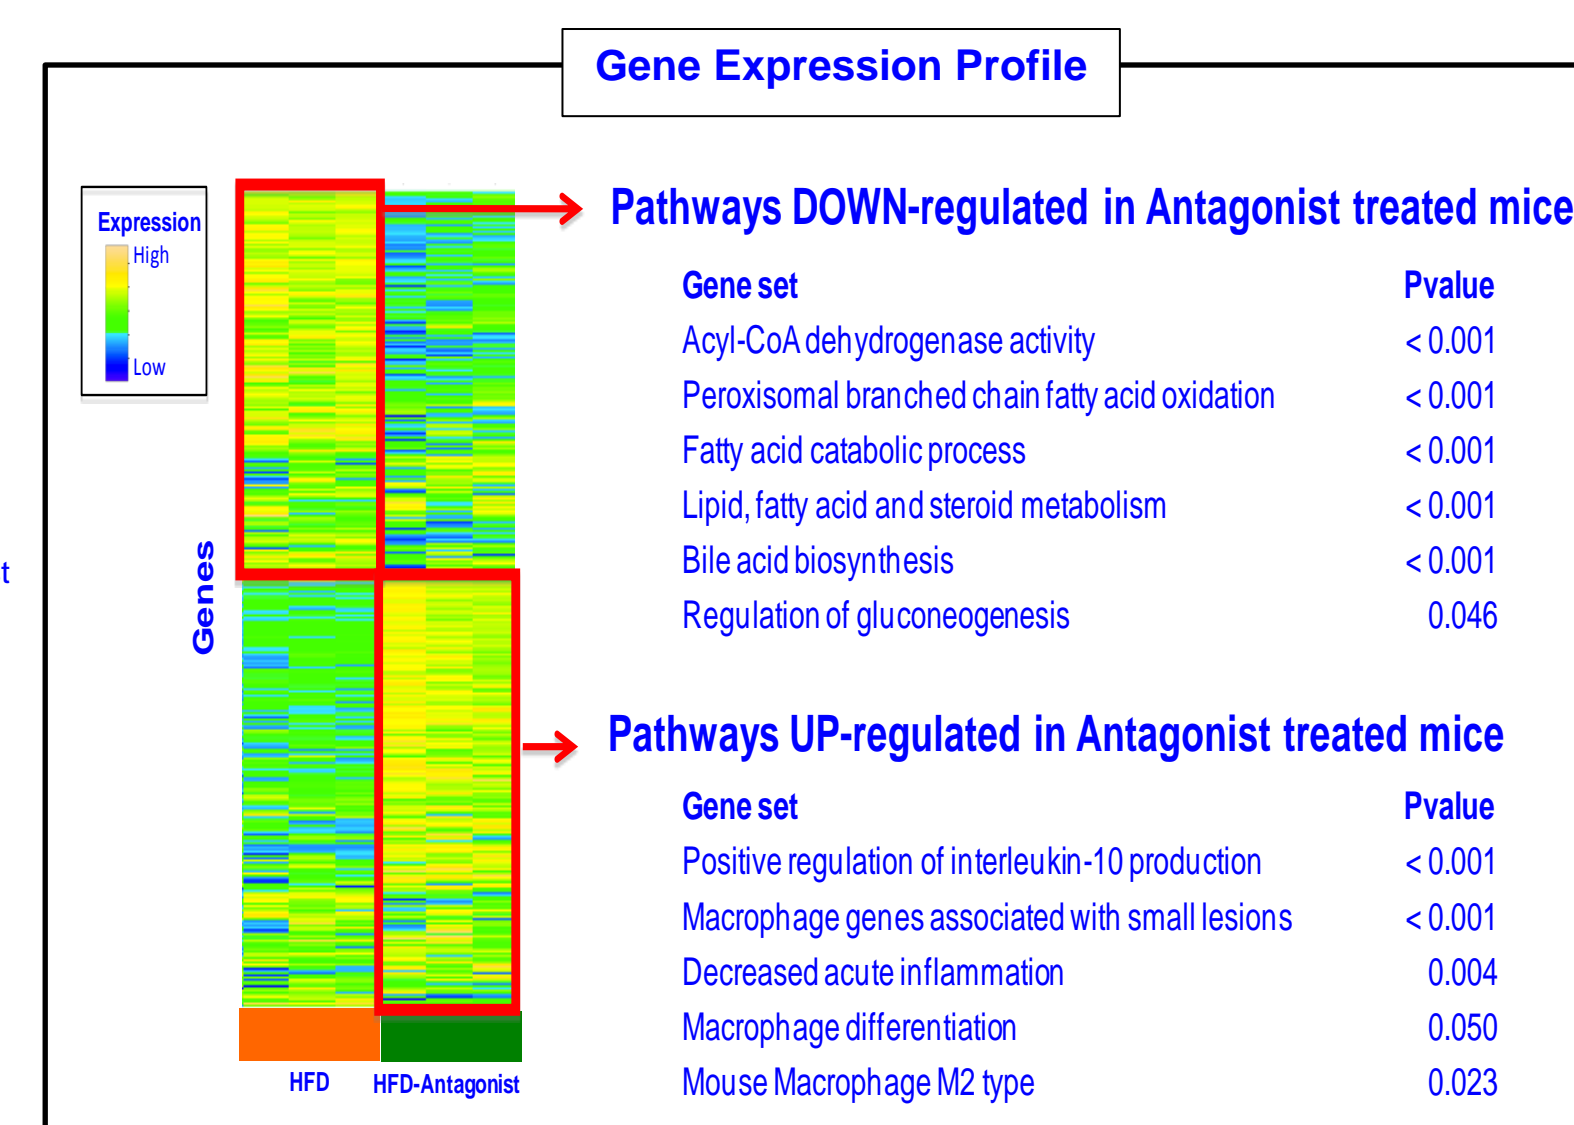 Gene Expression Profile
Expression
High
Low
Genes
t
HFD
HFD-Antagonist
Pathways DOWN-regulated in Antagonist treated mice
Gene set Pvalue
Acyl-CoA dehydrogenase activity < 0.001
Peroxisomal branched chain fatty acid oxidation < 0.001
Fatty acid catabolic process < 0.001
Lipid, fatty acid and steroid metabolism < 0.001
Bile acid biosynthesis < 0.001
Regulation of gluconeogenesis 0.046
Pathways UP-regulated in Antagonist treated mice
Gene set Pvalue
Positive regulation of interleukin-10 production < 0.001
Macrophage genes associated with small lesions < 0.001
Decreased acute inflammation 0.004
Macrophage differentiation 0.050
Mouse Macrophage M2 type 0.023